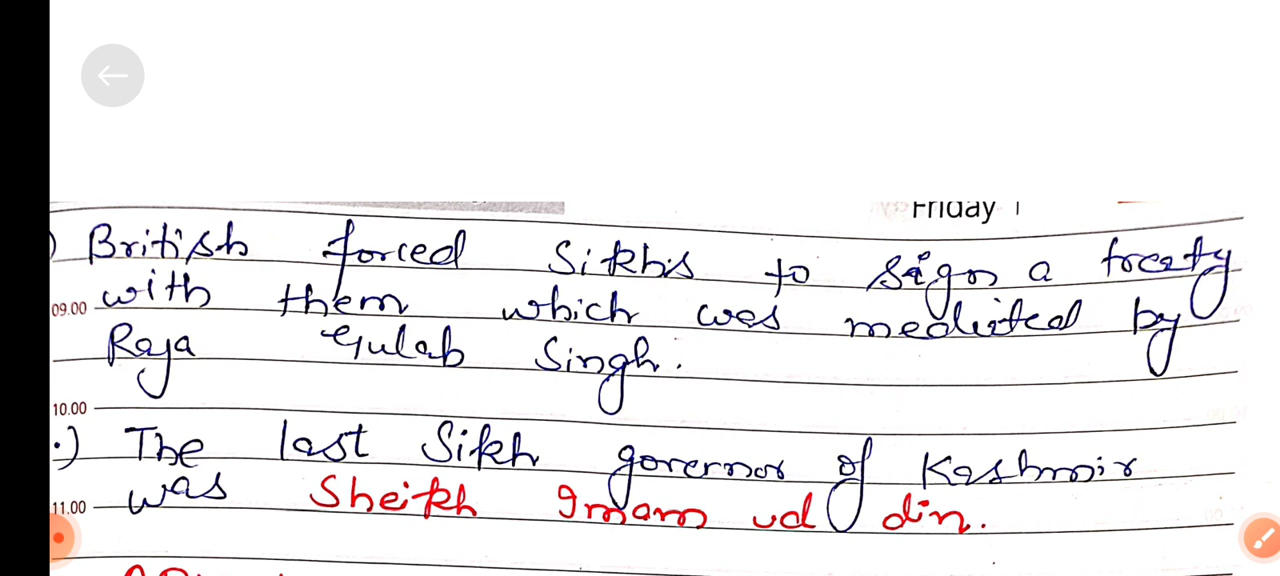 Friday
British forced Sikhs to sign a treaty
09.00 with them which was mediated by
Raja Gulab Singh.
10.00
.) The last Sikh governor of Kashmir
11.00 was Sheikh Imam ud din.